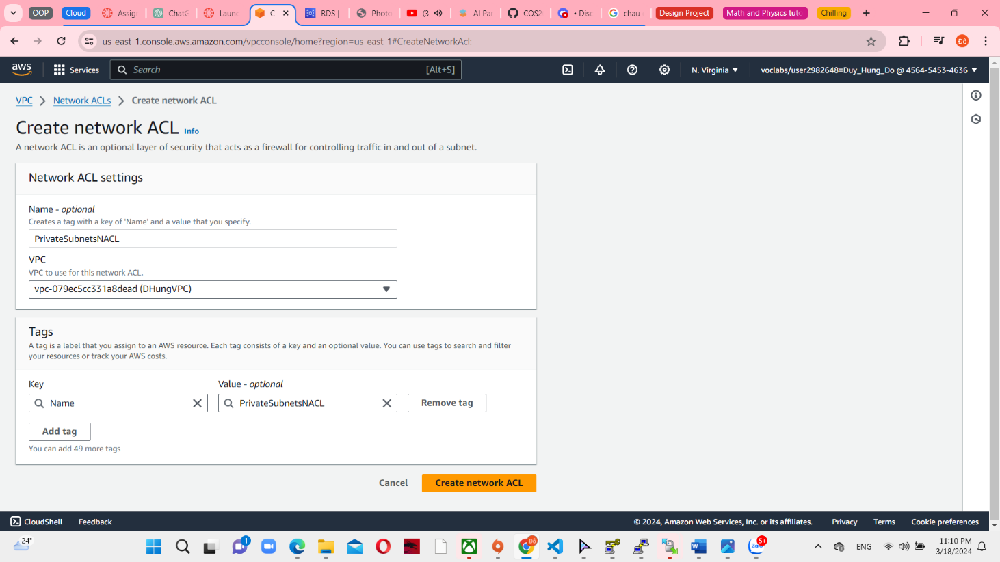 OOP
Cloud
Assign
ChatG
Launc
C
RDS |
Photo
(3
AI Par
COS2
• Disc
chau
Design Project
Math and Physics tuto
Chilling
us-east-1.console.aws.amazon.com/vpcconsole/home?region=us-east-1#CreateNetworkAcl:
Đỗ
aws
Services
Search
[Alt+S]
N. Virginia
voclabs/user2982648=Duy_Hung_Do @ 4564-5453-4636
VPC
Network ACLs
Create network ACL
Create network ACL Info
A network ACL is an optional layer of security that acts as a firewall for controlling traffic in and out of a subnet.
Network ACL settings
Name - optional
Creates a tag with a key of 'Name' and a value that you specify.
PrivateSubnetsNACL
VPC
VPC to use for this network ACL.
vpc-079ec5cc331a8dead (DHungVPC)
Tags
A tag is a label that you assign to an AWS resource. Each tag consists of a key and an optional value. You can use tags to search and filter
your resources or track your AWS costs.
Key
Value - optional
Name
PrivateSubnetsNACL
Remove tag
Add tag
You can add 49 more tags
Cancel
Create network ACL
CloudShell
Feedback
© 2024, Amazon Web Services, Inc. or its affiliates.
Privacy
Terms
Cookie preferences
24°
1
Đỗ
Zalo
5+
ENG
11:10 PM
3/18/2024